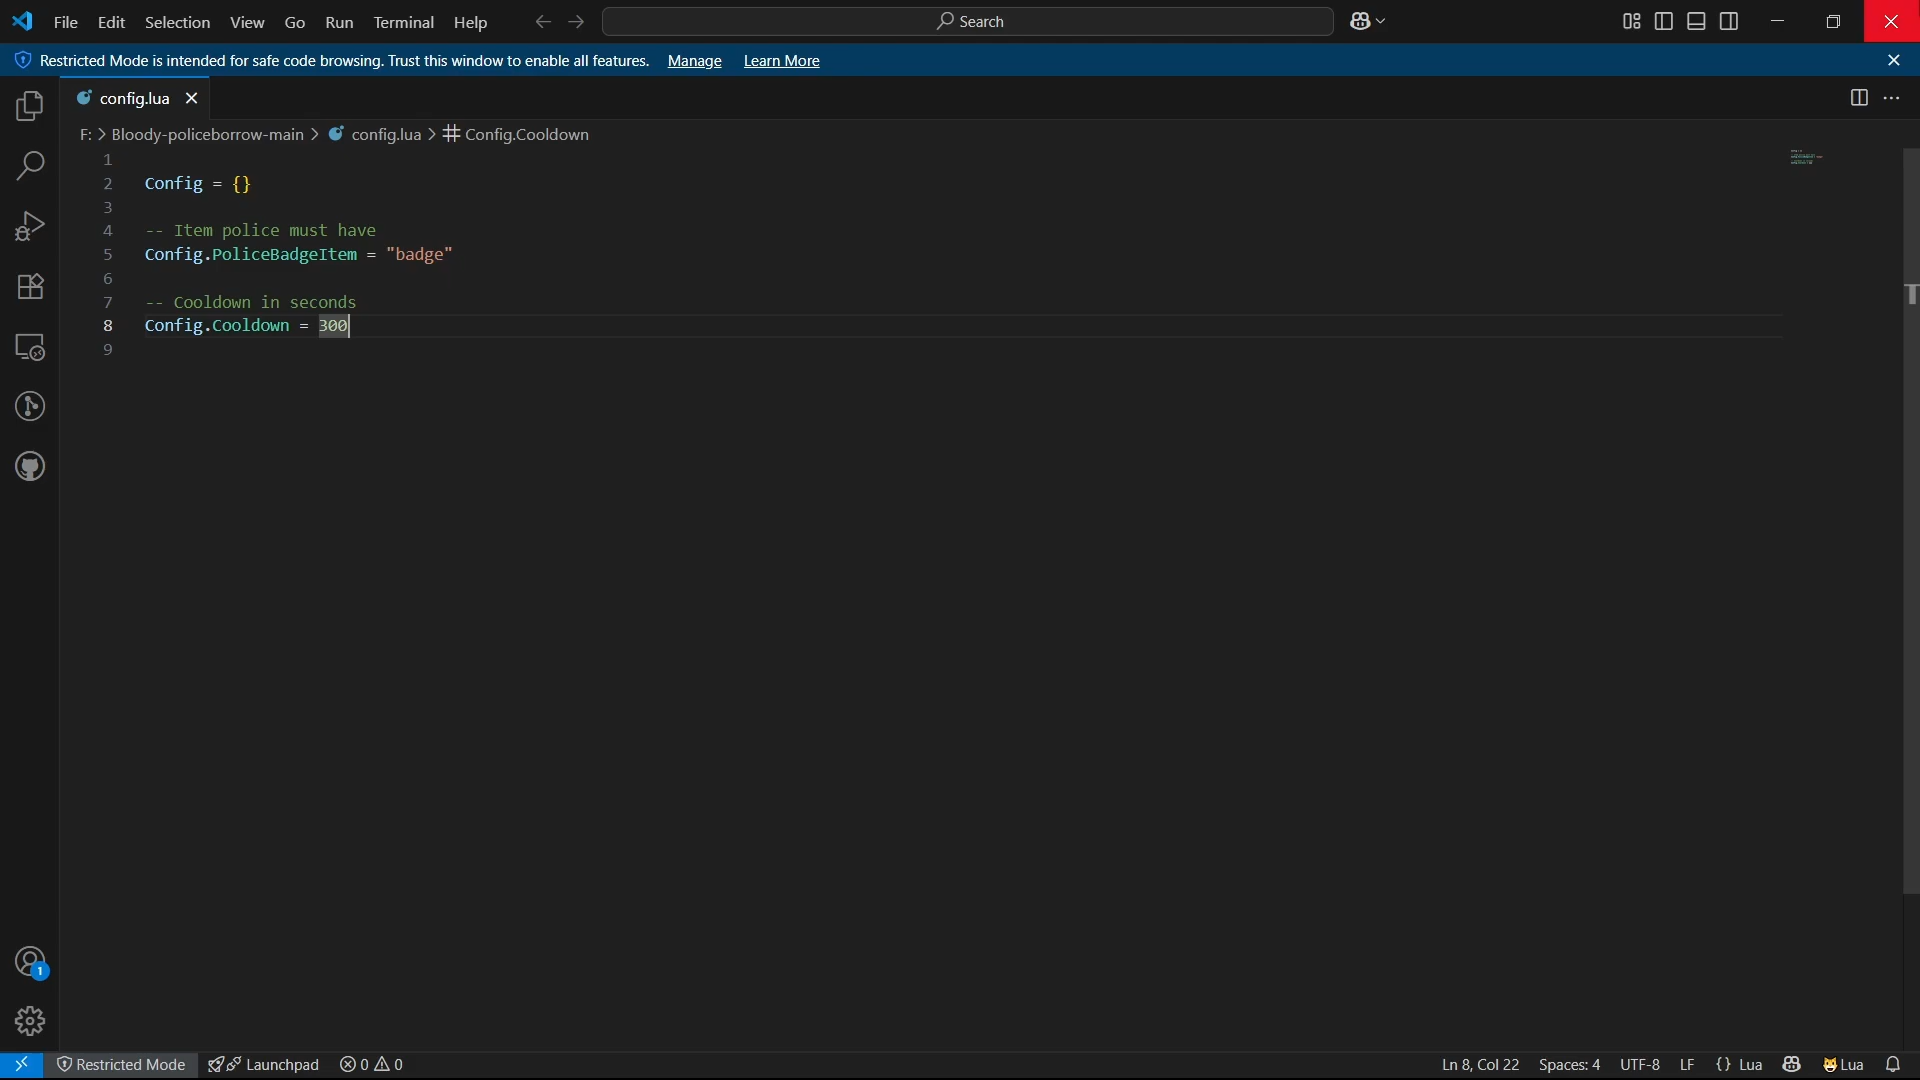 File Edit Selection View Go Run Terminal Help Search
Restricted Mode is intended for safe code browsing. Trust this window to enable all features. Manage Learn More
config.lua
F: > Bloody-policeborrow-main > config.lua > Config.Cooldown
1
2 Config = {}
3
4 -- Item police must have
5 Config.PoliceBadgeItem = "badge"
6
7 -- Cooldown in seconds
8 Config.Cooldown = 300
9
1
Restricted Mode Launchpad 0 0 Ln 8, Col 22 Spaces: 4 UTF-8 LF {} Lua Lua